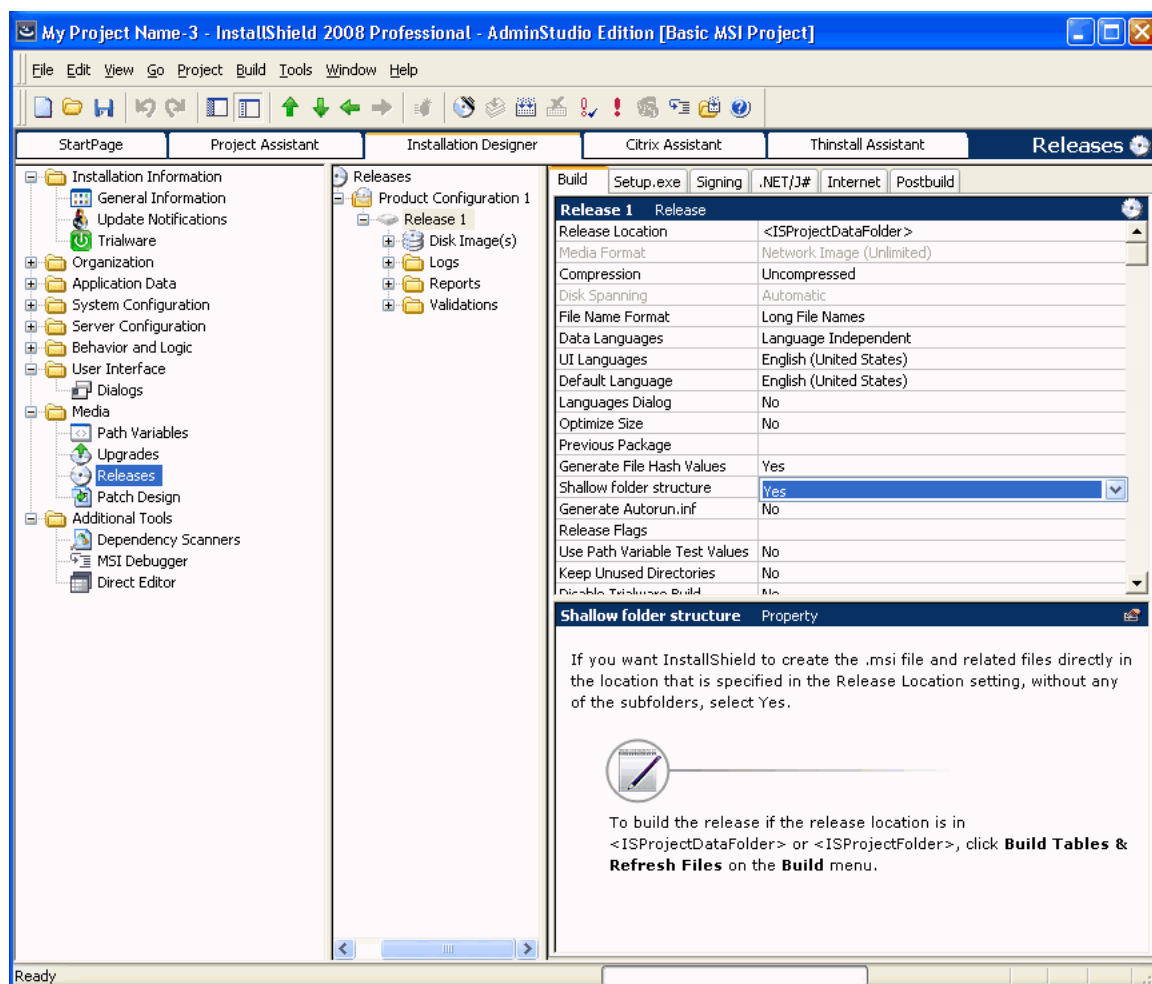 My Project Name-3 - InstallShield 2008 Professional - AdminStudio Edition [Basic MSI Project]
File Edit View Go Project Build Tools Window Help
StartPage Project Assistant Installation Designer Citrix Assistant Thinstall Assistant Releases
Installation Information
General Information
Update Notifications
Trialware
Organization
Application Data
System Configuration
Server Configuration
Behavior and Logic
User Interface
Dialogs
Media
Path Variables
Upgrades
Releases
Patch Design
Additional Tools
Dependency Scanners
MSI Debugger
Direct Editor
Releases
Product Configuration 1
Release 1
Disk Image(s)
Logs
Reports
Validations
Build Setup.exe Signing .NET/J# Internet Postbuild
Release 1 Release
Release Location <ISProjectDataFolder>
Media Format Network Image (Unlimited)
Compression Uncompressed
Disk Spanning Automatic
File Name Format Long File Names
Data Languages Language Independent
UI Languages English (United States)
Default Language English (United States)
Languages Dialog No
Optimize Size No
Previous Package
Generate File Hash Values Yes
Shallow folder structure Yes
Generate Autorun.inf No
Release Flags
Use Path Variable Test Values No
Keep Unused Directories No
Disable Trialware Build No
Shallow folder structure Property
If you want InstallShield to create the .msi file and related files directly in
the location that is specified in the Release Location setting, without any
of the subfolders, select Yes.
To build the release if the release location is in
<ISProjectDataFolder> or <ISProjectFolder>, click Build Tables &
Refresh Files on the Build menu.
Ready